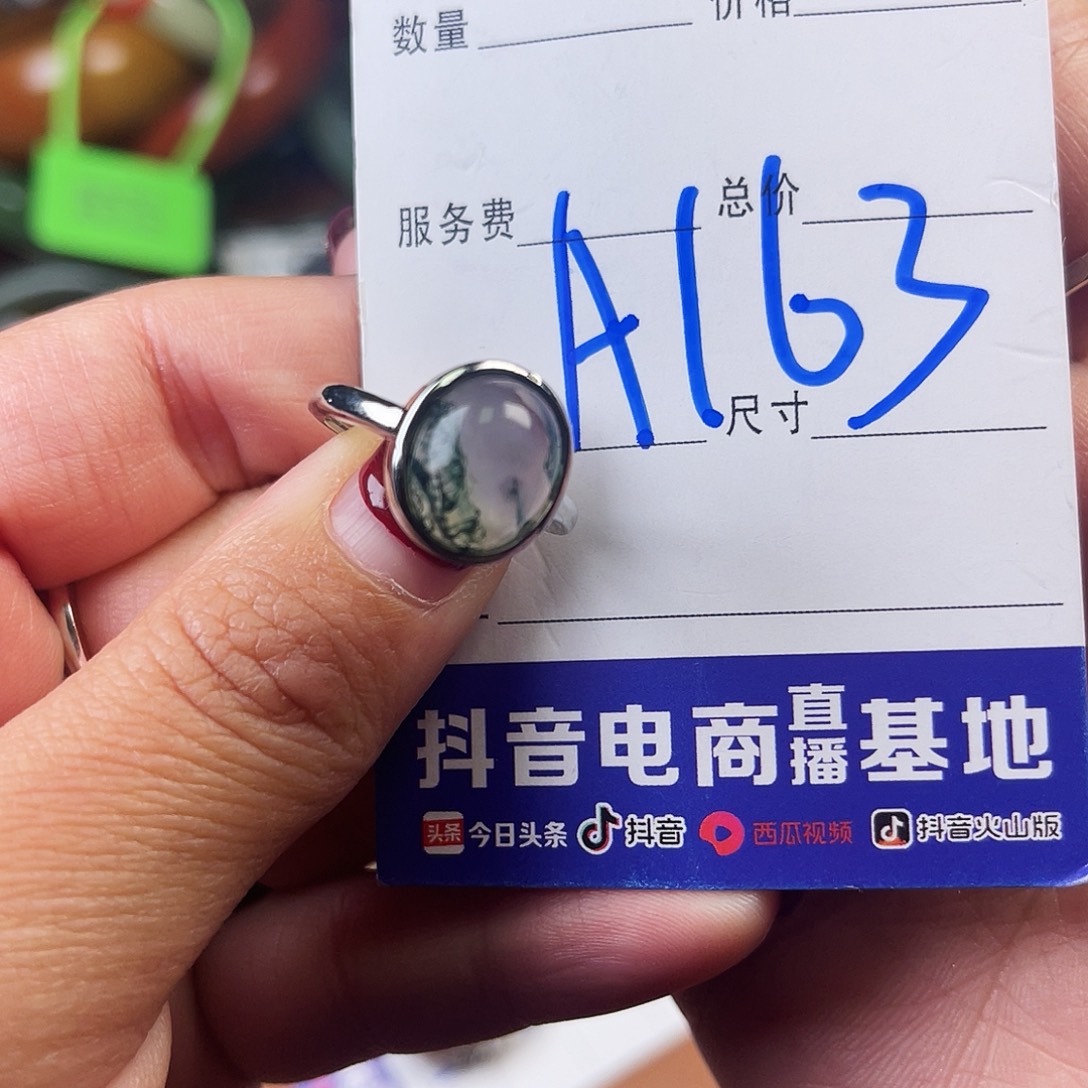 数量 价格
服务费 总价
A163
尺寸
抖音电商直播基地
头条 今日头条 抖音 西瓜视频 抖音火山版